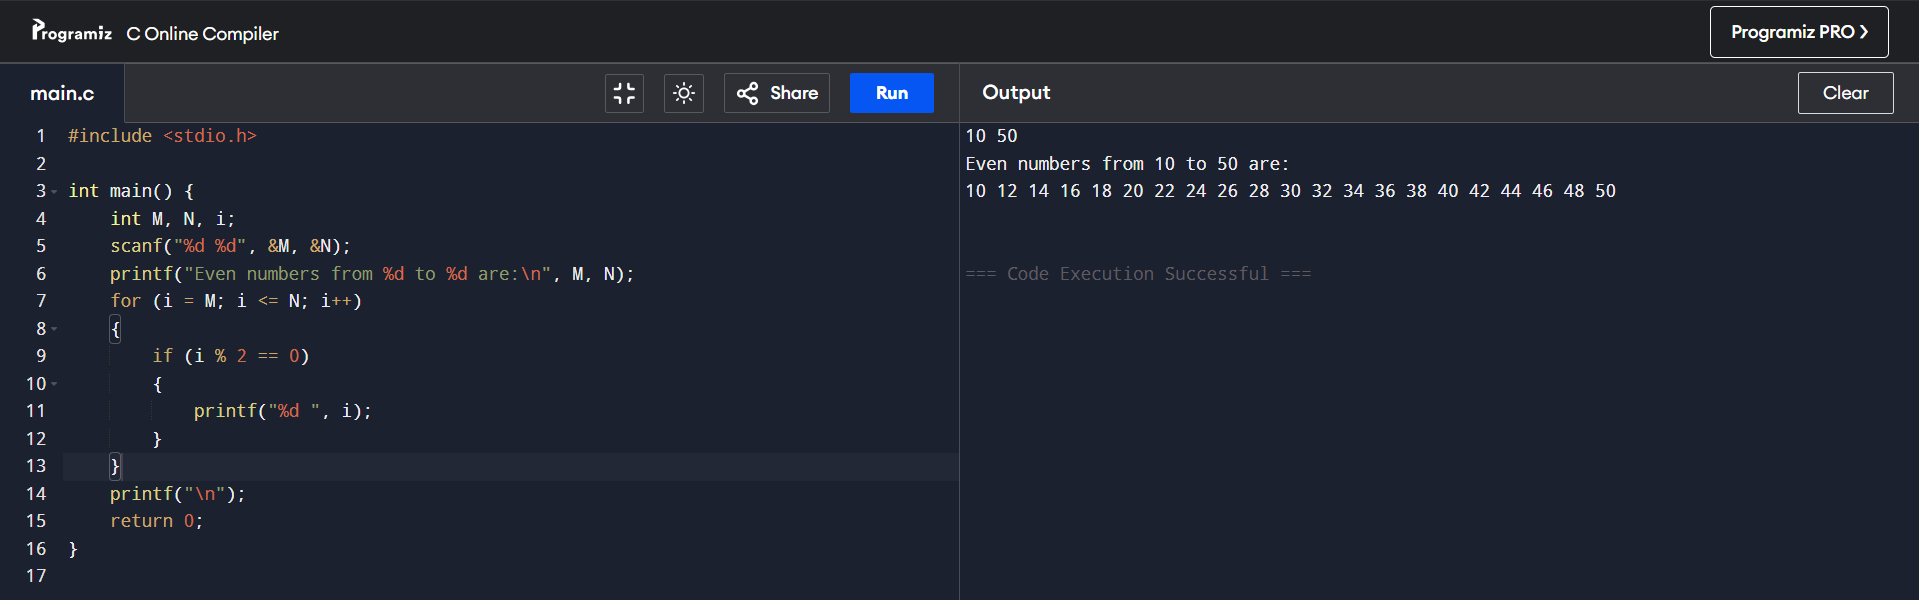 Programiz C Online Compiler
Programiz PRO ❯
main.c
Share
Run
Output
Clear
1 #include <stdio.h>
2
3 int main() {
4     int M, N, i;
5     scanf("%d %d", &M, &N);
6     printf("Even numbers from %d to %d are:\n", M, N);
7     for (i = M; i <= N; i++)
8     {
9         if (i % 2 == 0)
10         {
11             printf("%d ", i);
12         }
13     }
14     printf("\n");
15     return 0;
16 }
17
10 50
Even numbers from 10 to 50 are:
10 12 14 16 18 20 22 24 26 28 30 32 34 36 38 40 42 44 46 48 50
=== Code Execution Successful ===